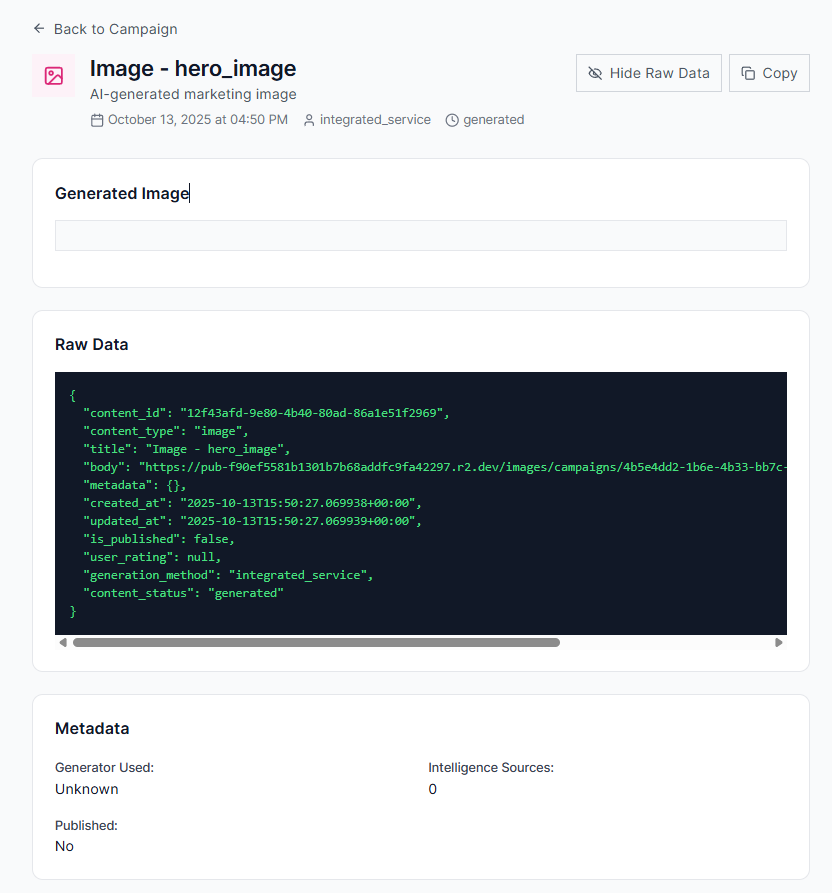 Back to Campaign
Image - hero_image
Hide Raw Data
Copy
AI-generated marketing image
October 13, 2025 at 04:50 PM integrated_service generated
Generated Image
Raw Data
{
"content_id": "12f43afd-9e80-4b40-80ad-86a1e51f2969",
"content_type": "image",
"title": "Image - hero_image",
"body": "https://pub-f90ef5581b1301b7b68addfc9fa42297.r2.dev/images/campaigns/4b5e4dd2-1b6e-4b33-bb7c-
"metadata": {},
"created_at": "2025-10-13T15:50:27.069938+00:00",
"updated_at": "2025-10-13T15:50:27.069939+00:00",
"is_published": false,
"user_rating": null,
"generation_method": "integrated_service",
"content_status": "generated"
}
Metadata
Generator Used:
Unknown
Intelligence Sources:
0
Published:
No